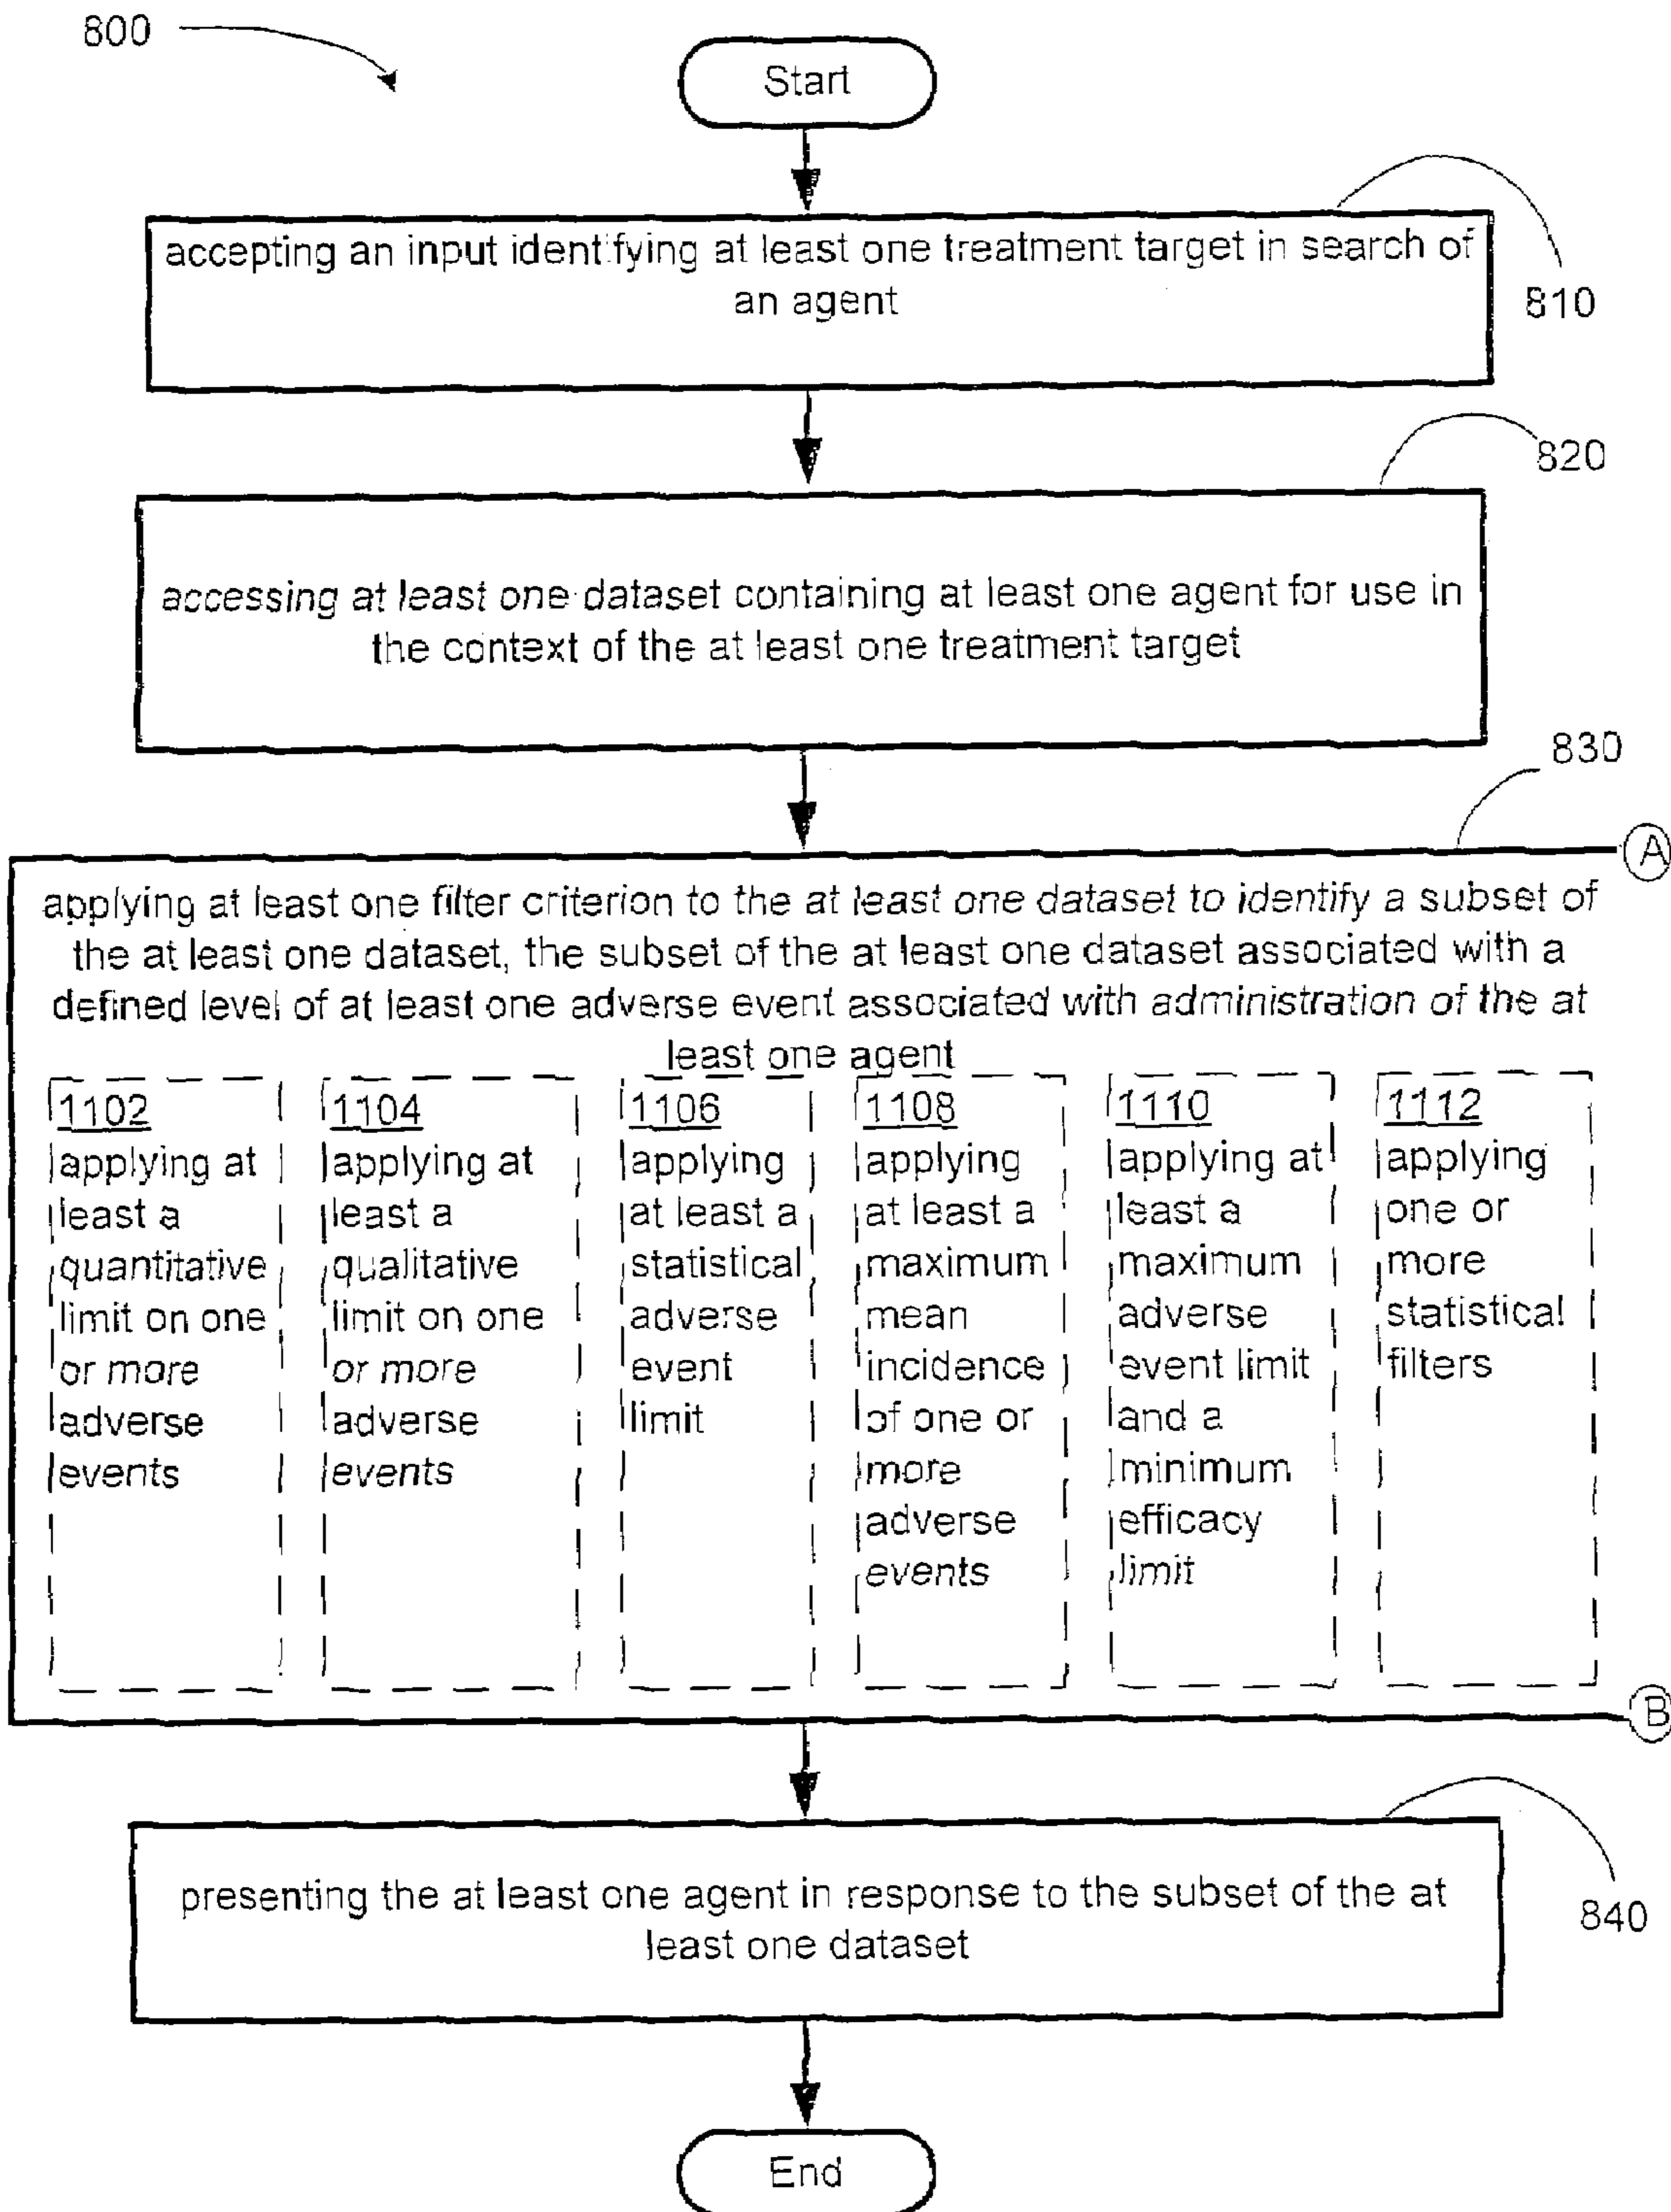 800
Start
accepting an input identifying at least one treatment target in search of
an agent
810
820
accessing at least one dataset containing at least one agent for use in
the context of the at least one treatment target
830
A
applying at least one filter criterion to the at least one dataset to identify a subset of
the at least one dataset, the subset of the at least one dataset associated with a
defined level of at least one adverse event associated with administration of the at
least one agent
1102
applying at
least a
quantitative
limit on one
or more
adverse
events
1104
applying at
least a
qualitative
limit on one
or more
adverse
events
1106
applying
at least a
statistical
adverse
event
limit
1108
applying
at least a
maximum
mean
incidence
of one or
more
adverse
events
1110
applying at
least a
maximum
adverse
event limit
and a
minimum
efficacy
limit
1112
applying
one or
more
statistical
filters
B
presenting the at least one agent in response to the subset of the at
least one dataset
840
End